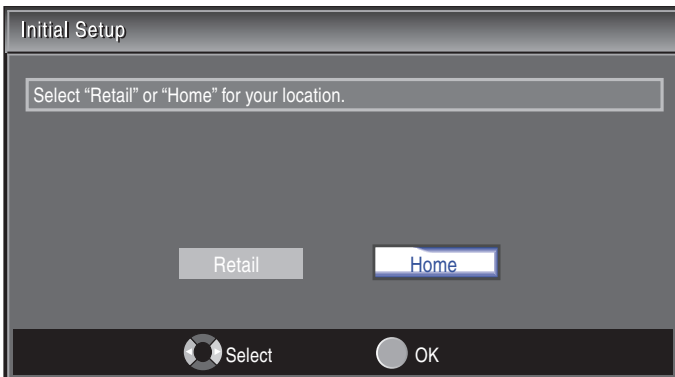 Initial Setup
Select “Retail” or “Home” for your location.
Retail Home
Select OK